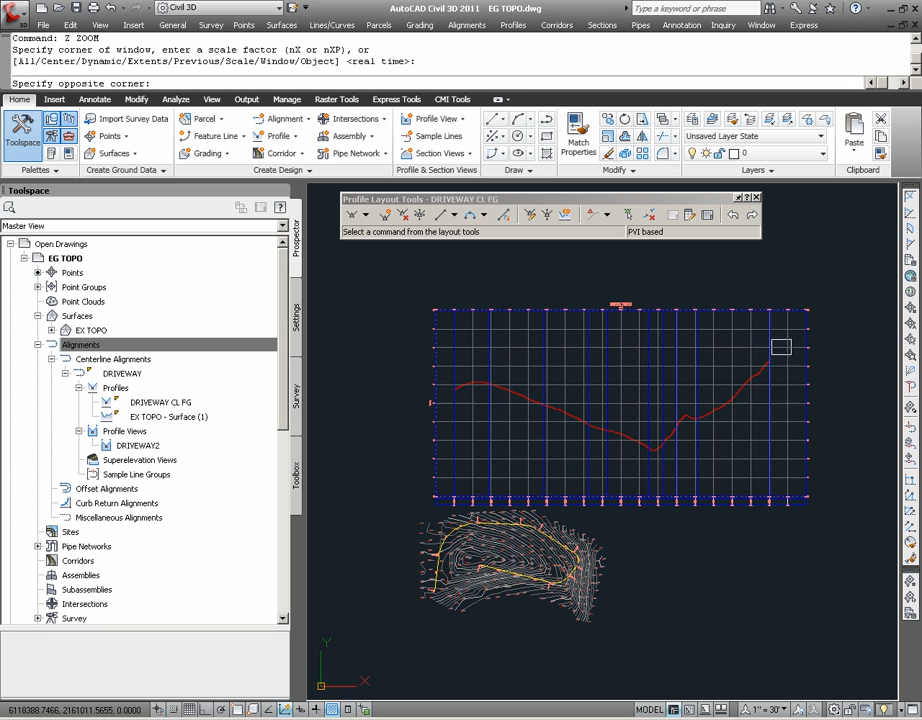 Civil 3D
AutoCAD Civil 3D 2011 EG TOPO.dwg
Type a keyword or phrase
File Edit View Insert General Survey Points Surfaces Lines/Curves Parcels Grading Alignments Profiles Corridors Sections Pipes Annotation Inquiry Window Express
Command: Z ZOOM
Specify corner of window, enter a scale factor (nX or nXP), or
[All/Center/Dynamic/Extents/Previous/Scale/Window/Object] <real time>:
Specify opposite corner:
Home Insert Annotate Modify Analyze View Output Manage Raster Tools Express Tools CMI Tools
Import Survey Data Parcel Alignment Intersections Profile View
Points Feature Line Profile Assembly Sample Lines Unsaved Layer State
Toolspace Match Properties Paste
Surfaces Grading Corridor Pipe Network Section Views 0
Palettes Create Ground Data Create Design Profile & Section Views Draw Modify Layers Clipboard
Toolspace
Master View
Profile Layout Tools - DRIVEWAY CL FG
Select a command from the layout tools PVI based
Prospector
Settings
Survey
Toolbox
Open Drawings
EG TOPO
Points
Point Groups
Point Clouds
Surfaces
EX TOPO
Alignments
Centerline Alignments
DRIVEWAY
Profiles
DRIVEWAY CL FG
EX TOPO - Surface (1)
Profile Views
DRIVEWAY2
Superelevation Views
Sample Line Groups
Offset Alignments
Curb Return Alignments
Miscellaneous Alignments
Sites
Pipe Networks
Corridors
Assemblies
Subassemblies
Intersections
Survey
Y
X
6118388.7466, 2161011.5653, 0.0000 MODEL 1" = 30'